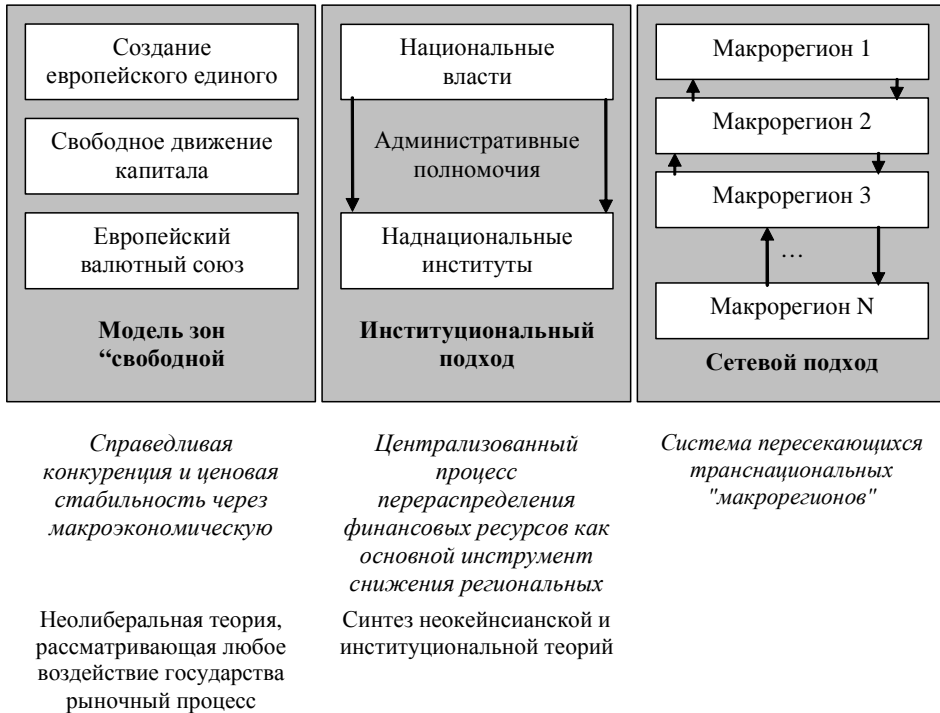 Создание
европейского единого
Свободное движение
капитала
Европейский
валютный союз
Модель зон
“свободной
Национальные
власти
Административные
полномочия
Наднациональные
институты
Институциональный
подход
Макрорегион 1
Макрорегион 2
Макрорегион 3
…
Макрорегион N
Сетевой подход
Справедливая
конкуренция и ценовая
стабильность через
макроэкономическую
Централизованный
процесс
перераспределения
финансовых ресурсов как
основной инструмент
снижения региональных
Система пересекающихся
транснациональных
"макрорегионов"
Неолиберальная теория,
рассматривающая любое
воздействие государства
рыночный процесс
Синтез неокейнсианской и
институциональной теорий